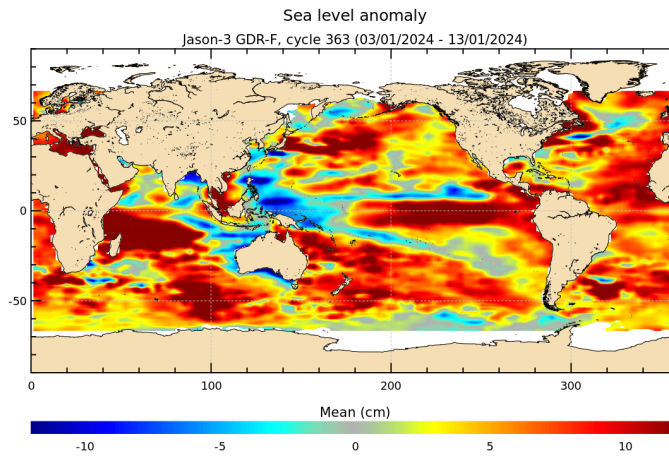 Sea level anomaly
Jason-3 GDR-F, cycle 363 (03/01/2024 - 13/01/2024)
50
0
-50
0 100 200 300
Mean (cm)
-10 -5 0 5 10